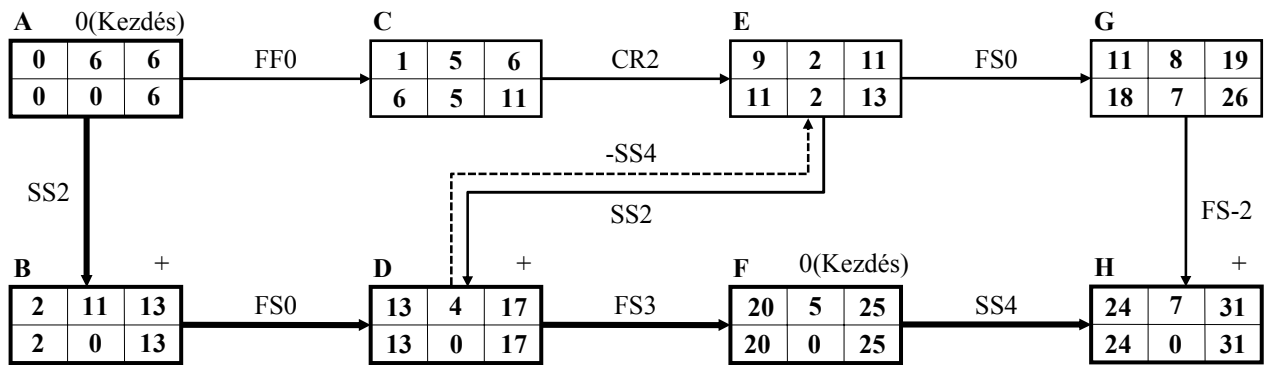 A 0(Kezdés) C E G
0 6 6 FF0 1 5 6 CR2 9 2 11 FS0 11 8 19
0 0 6 6 5 11 11 2 13 18 7 26
-SS4
SS2 SS2 FS-2
B + D + F 0(Kezdés) H +
2 11 13 FS0 13 4 17 FS3 20 5 25 SS4 24 7 31
2 0 13 13 0 17 20 0 25 24 0 31